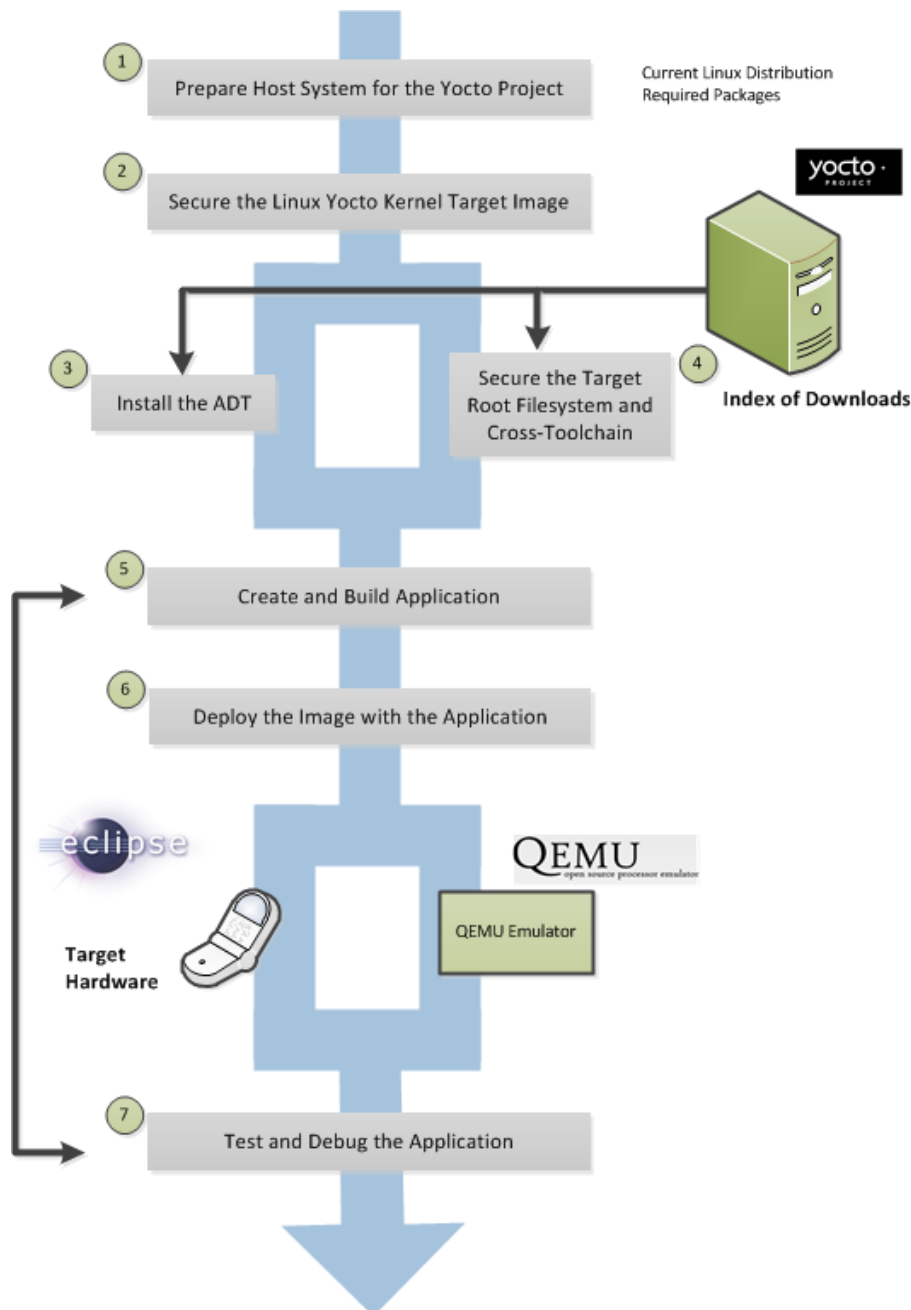 1
Prepare Host System for the Yocto Project
Current Linux Distribution
Required Packages
2
Secure the Linux Yocto Kernel Target Image
yocto ·
PROJECT
3
Install the ADT
Secure the Target
Root Filesystem and
Cross-Toolchain
4
Index of Downloads
5
Create and Build Application
6
Deploy the Image with the Application
eclipse
QEMU
open source processor emulator
QEMU Emulator
Target
Hardware
7
Test and Debug the Application